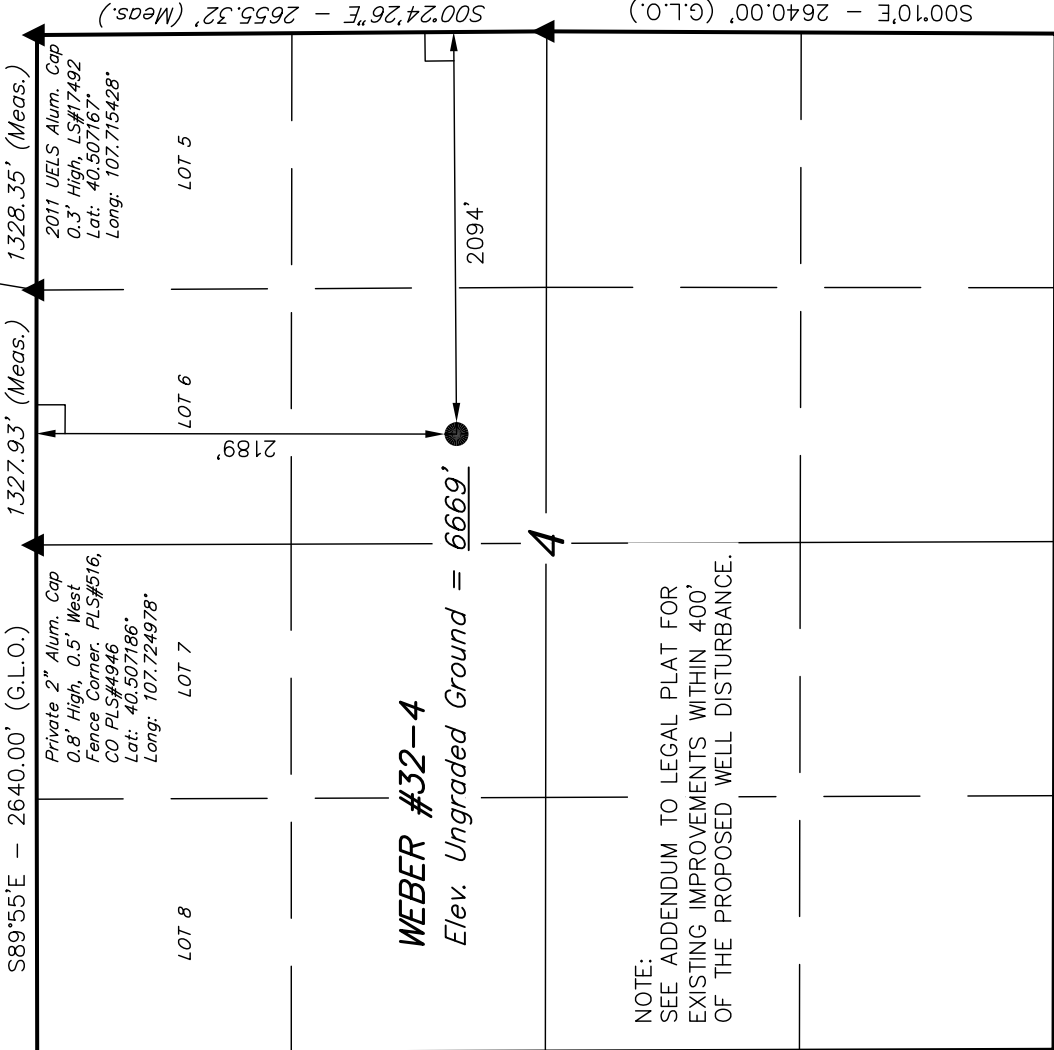 S89°55'E - 2640.00' (G.L.O.)
1327.93' (Meas.)
1328.35' (Meas.)
Private 2" Alum. Cap
0.8' High, 0.5' West
Fence Corner. PLS#516,
CO PLS#4946
Lat: 40.507186°
Long: 107.724978°
2011 UELS Alum. Cap
0.3' High, LS#17492
Lat: 40.507167°
Long: 107.715428°
LOT 8
LOT 7
LOT 6
LOT 5
2189'
2094'
WEBER #32-4
Elev. Ungraded Ground = 6669'
4
NOTE:
SEE ADDENDUM TO LEGAL PLAT FOR
EXISTING IMPROVEMENTS WITHIN 400'
OF THE PROPOSED WELL DISTURBANCE.
S00°24'26"E - 2655.32' (Meas.)
S00°10'E - 2640.00' (G.L.O.)